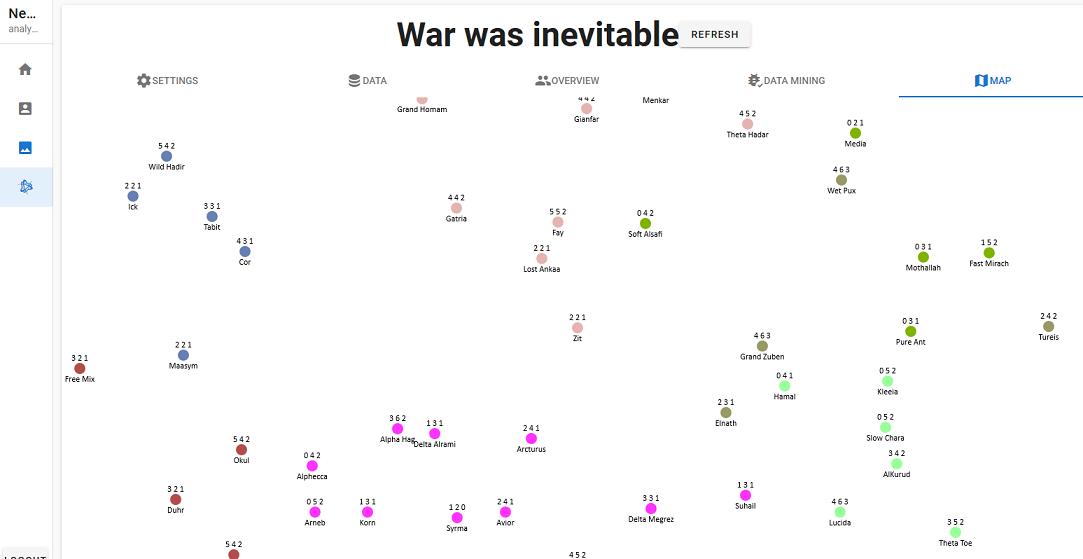 Ne...
analy...
War was inevitable
REFRESH
SETTINGS
DATA
OVERVIEW
DATA MINING
MAP
Grand Homam
4 4 2
Gianfar
Menkar
4 5 2
Theta Hadar
0 2 1
Media
5 4 2
Wild Hadir
4 6 3
Wet Pux
2 2 1
Ick
3 3 1
Tabit
4 4 2
Gatria
5 5 2
Fay
0 4 2
Soft Alsafi
4 3 1
Cor
2 2 1
Lost Ankaa
0 3 1
Mothallah
1 5 2
Fast Mirach
2 2 1
Zit
0 3 1
Pure Ant
2 4 2
Tureis
2 2 1
Maasym
4 6 3
Grand Zuben
3 2 1
Free Mix
0 4 1
Hamal
0 5 2
Kleeia
2 3 1
Elnath
3 6 2
Alpha Hag
1 3 1
Delta Alrami
2 4 1
Arcturus
0 5 2
Slow Chara
5 4 2
Okul
0 4 2
Alphecca
3 4 2
AlKurud
3 2 1
Duhr
0 5 2
Arneb
1 3 1
Korn
1 2 0
Syrma
2 4 1
Avior
3 3 1
Delta Megrez
1 3 1
Suhail
4 6 3
Lucida
3 5 2
Theta Toe
5 4 2
4 5 2
LOGOUT